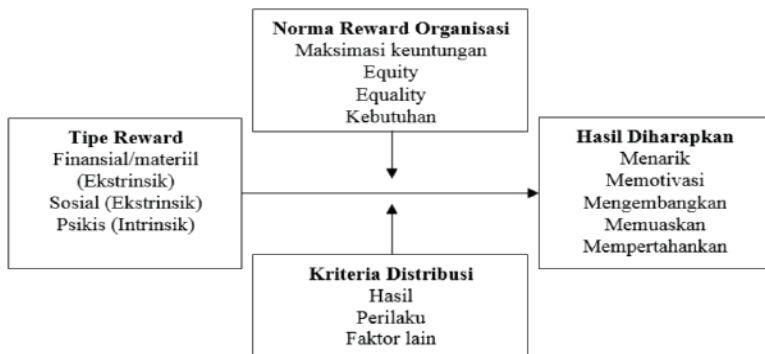 Norma Reward Organisasi
Maksimasi keuntungan
Equity
Equality
Kebutuhan
Tipe Reward
Finansial/materiil
(Ekstrinsik)
Sosial (Ekstrinsik)
Psikis (Intrinsik)
Hasil Diharapkan
Menarik
Memotivasi
Mengembangkan
Memuaskan
Mempertahankan
Kriteria Distribusi
Hasil
Perilaku
Faktor lain